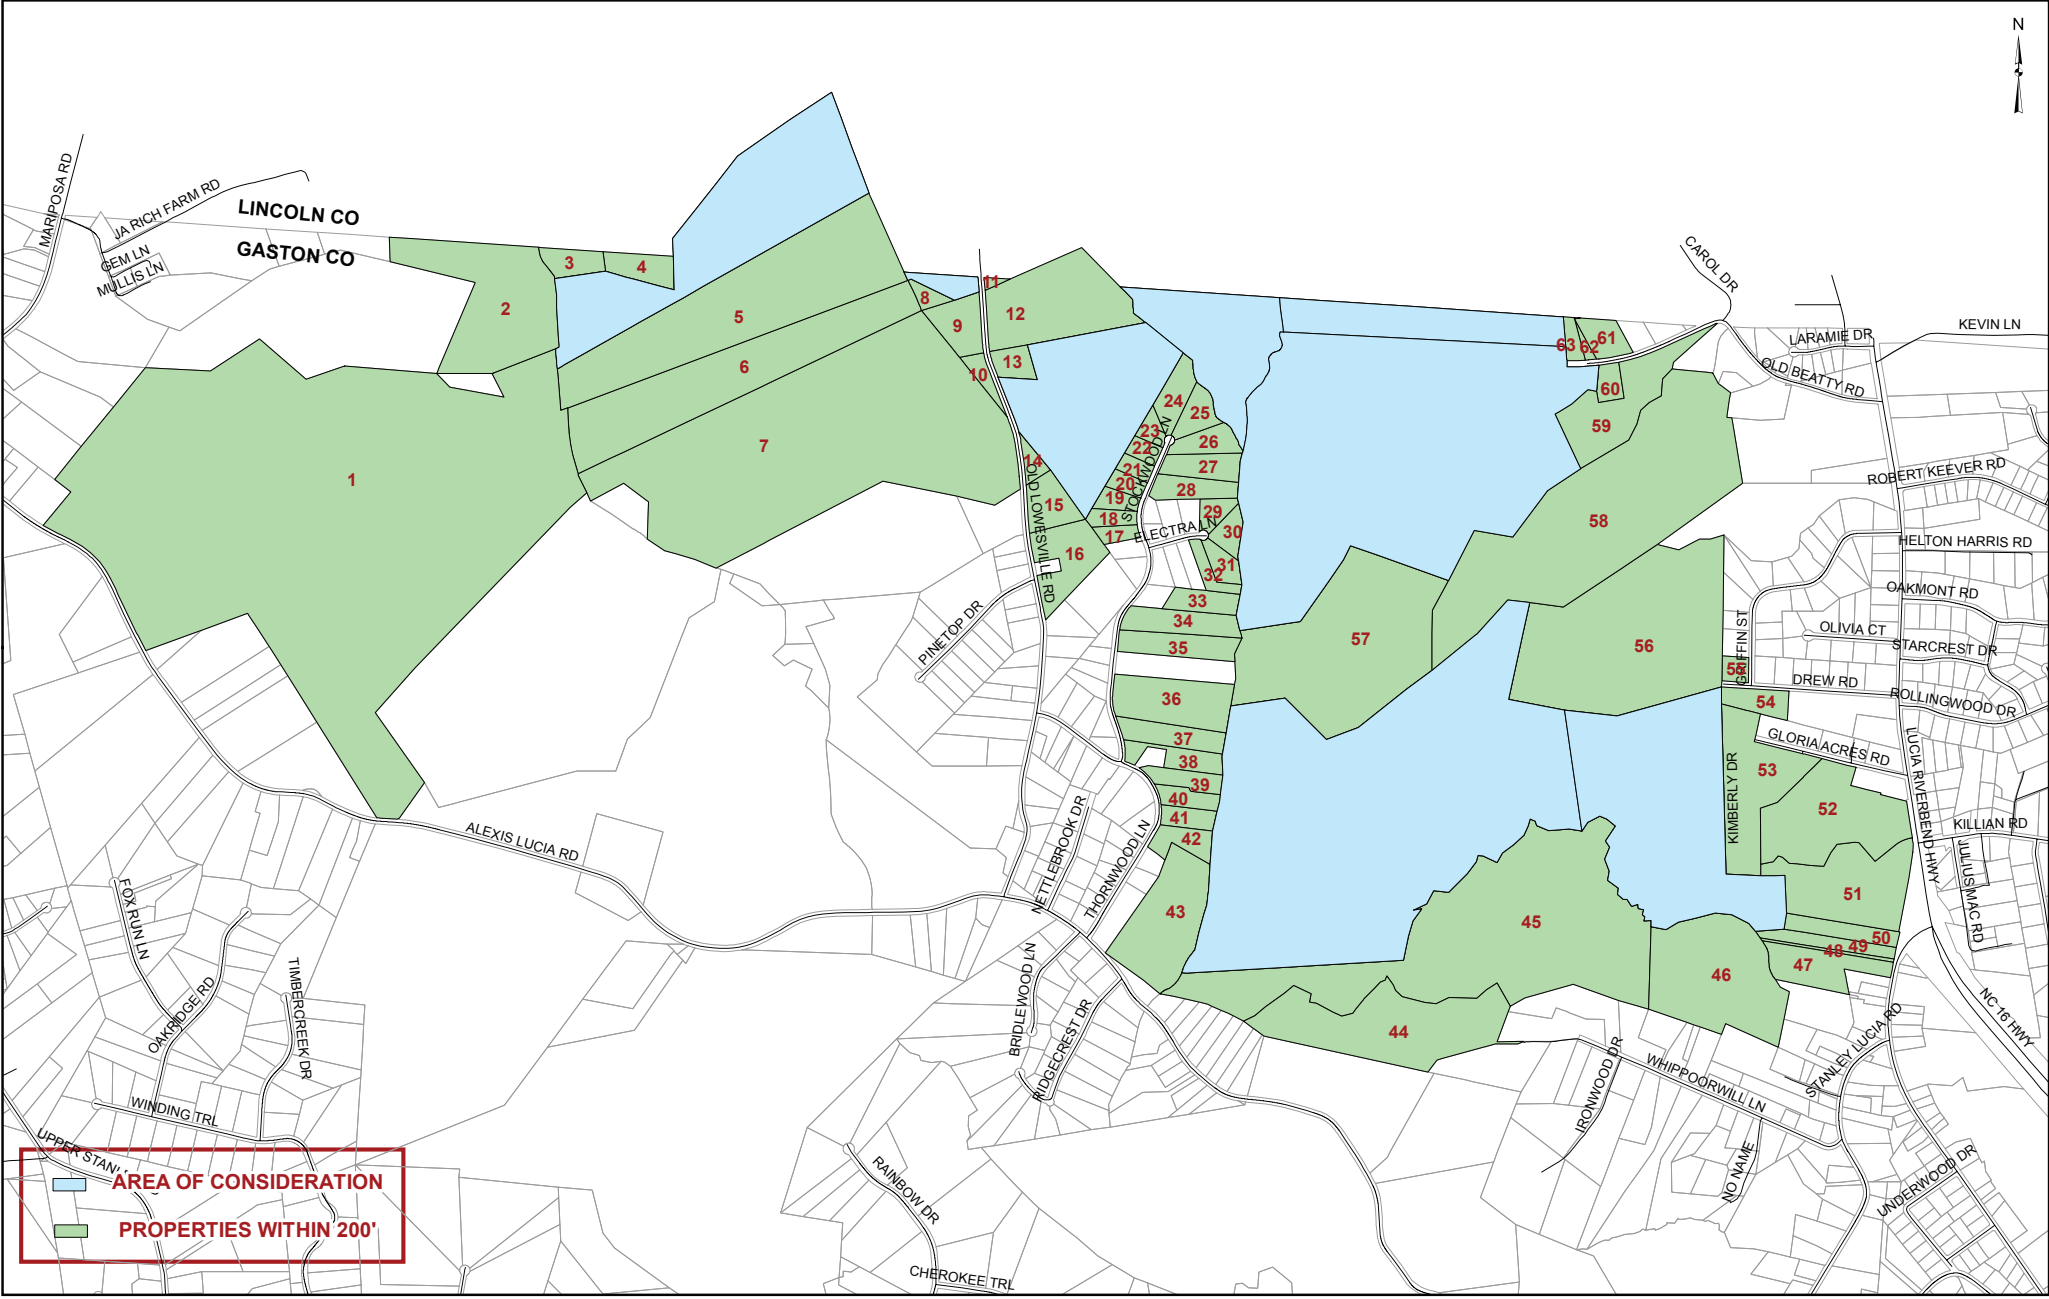 N
MARIPOSA RD
JA RICH FARM RD
LINCOLN CO
GASTON CO
GEM LN
MULLIS LN
CAROL DR
KEVIN LN
LARAMIE DR
OLD BEATTY RD
ROBERT KEEVER RD
HELTON HARRIS RD
OAKMONT RD
OLIVIA CT
STARCREST DR
GRIFFIN ST
DREW RD
ROLLINGWOOD DR
GLORIA ACRES RD
KIMBERLY DR
LUCIA RIVERBEND HWY
KILLIAN RD
JULIUS MAC RD
NC 16 HWY
STANLEY LUCIA RD
WHIPPOORWILL LN
IRONWOOD DR
NO NAME
UNDERWOOD DR
OLD LOWESVILLE RD
STOCKWOOD LN
ELECTRA LN
PINETOP DR
NETTLEBROOK DR
THORNWOOD LN
BRIDLEWOOD LN
RIDGECREST DR
ALEXIS LUCIA RD
FOX RUN LN
OAKRIDGE RD
TIMBERCREEK DR
WINDING TRL
RAINBOW DR
CHEROKEE TRL
1
2
3
4
5
6
7
8
9
10
11
12
13
14
15
16
17
18
19
20
21
22
23
24
25
26
27
28
29
30
31
32
33
34
35
36
37
38
39
40
41
42
43
44
45
46
47
48
49
50
51
52
53
54
55
56
57
58
59
60
61
62
63
UPPER STANL
AREA OF CONSIDERATION
PROPERTIES WITHIN 200'